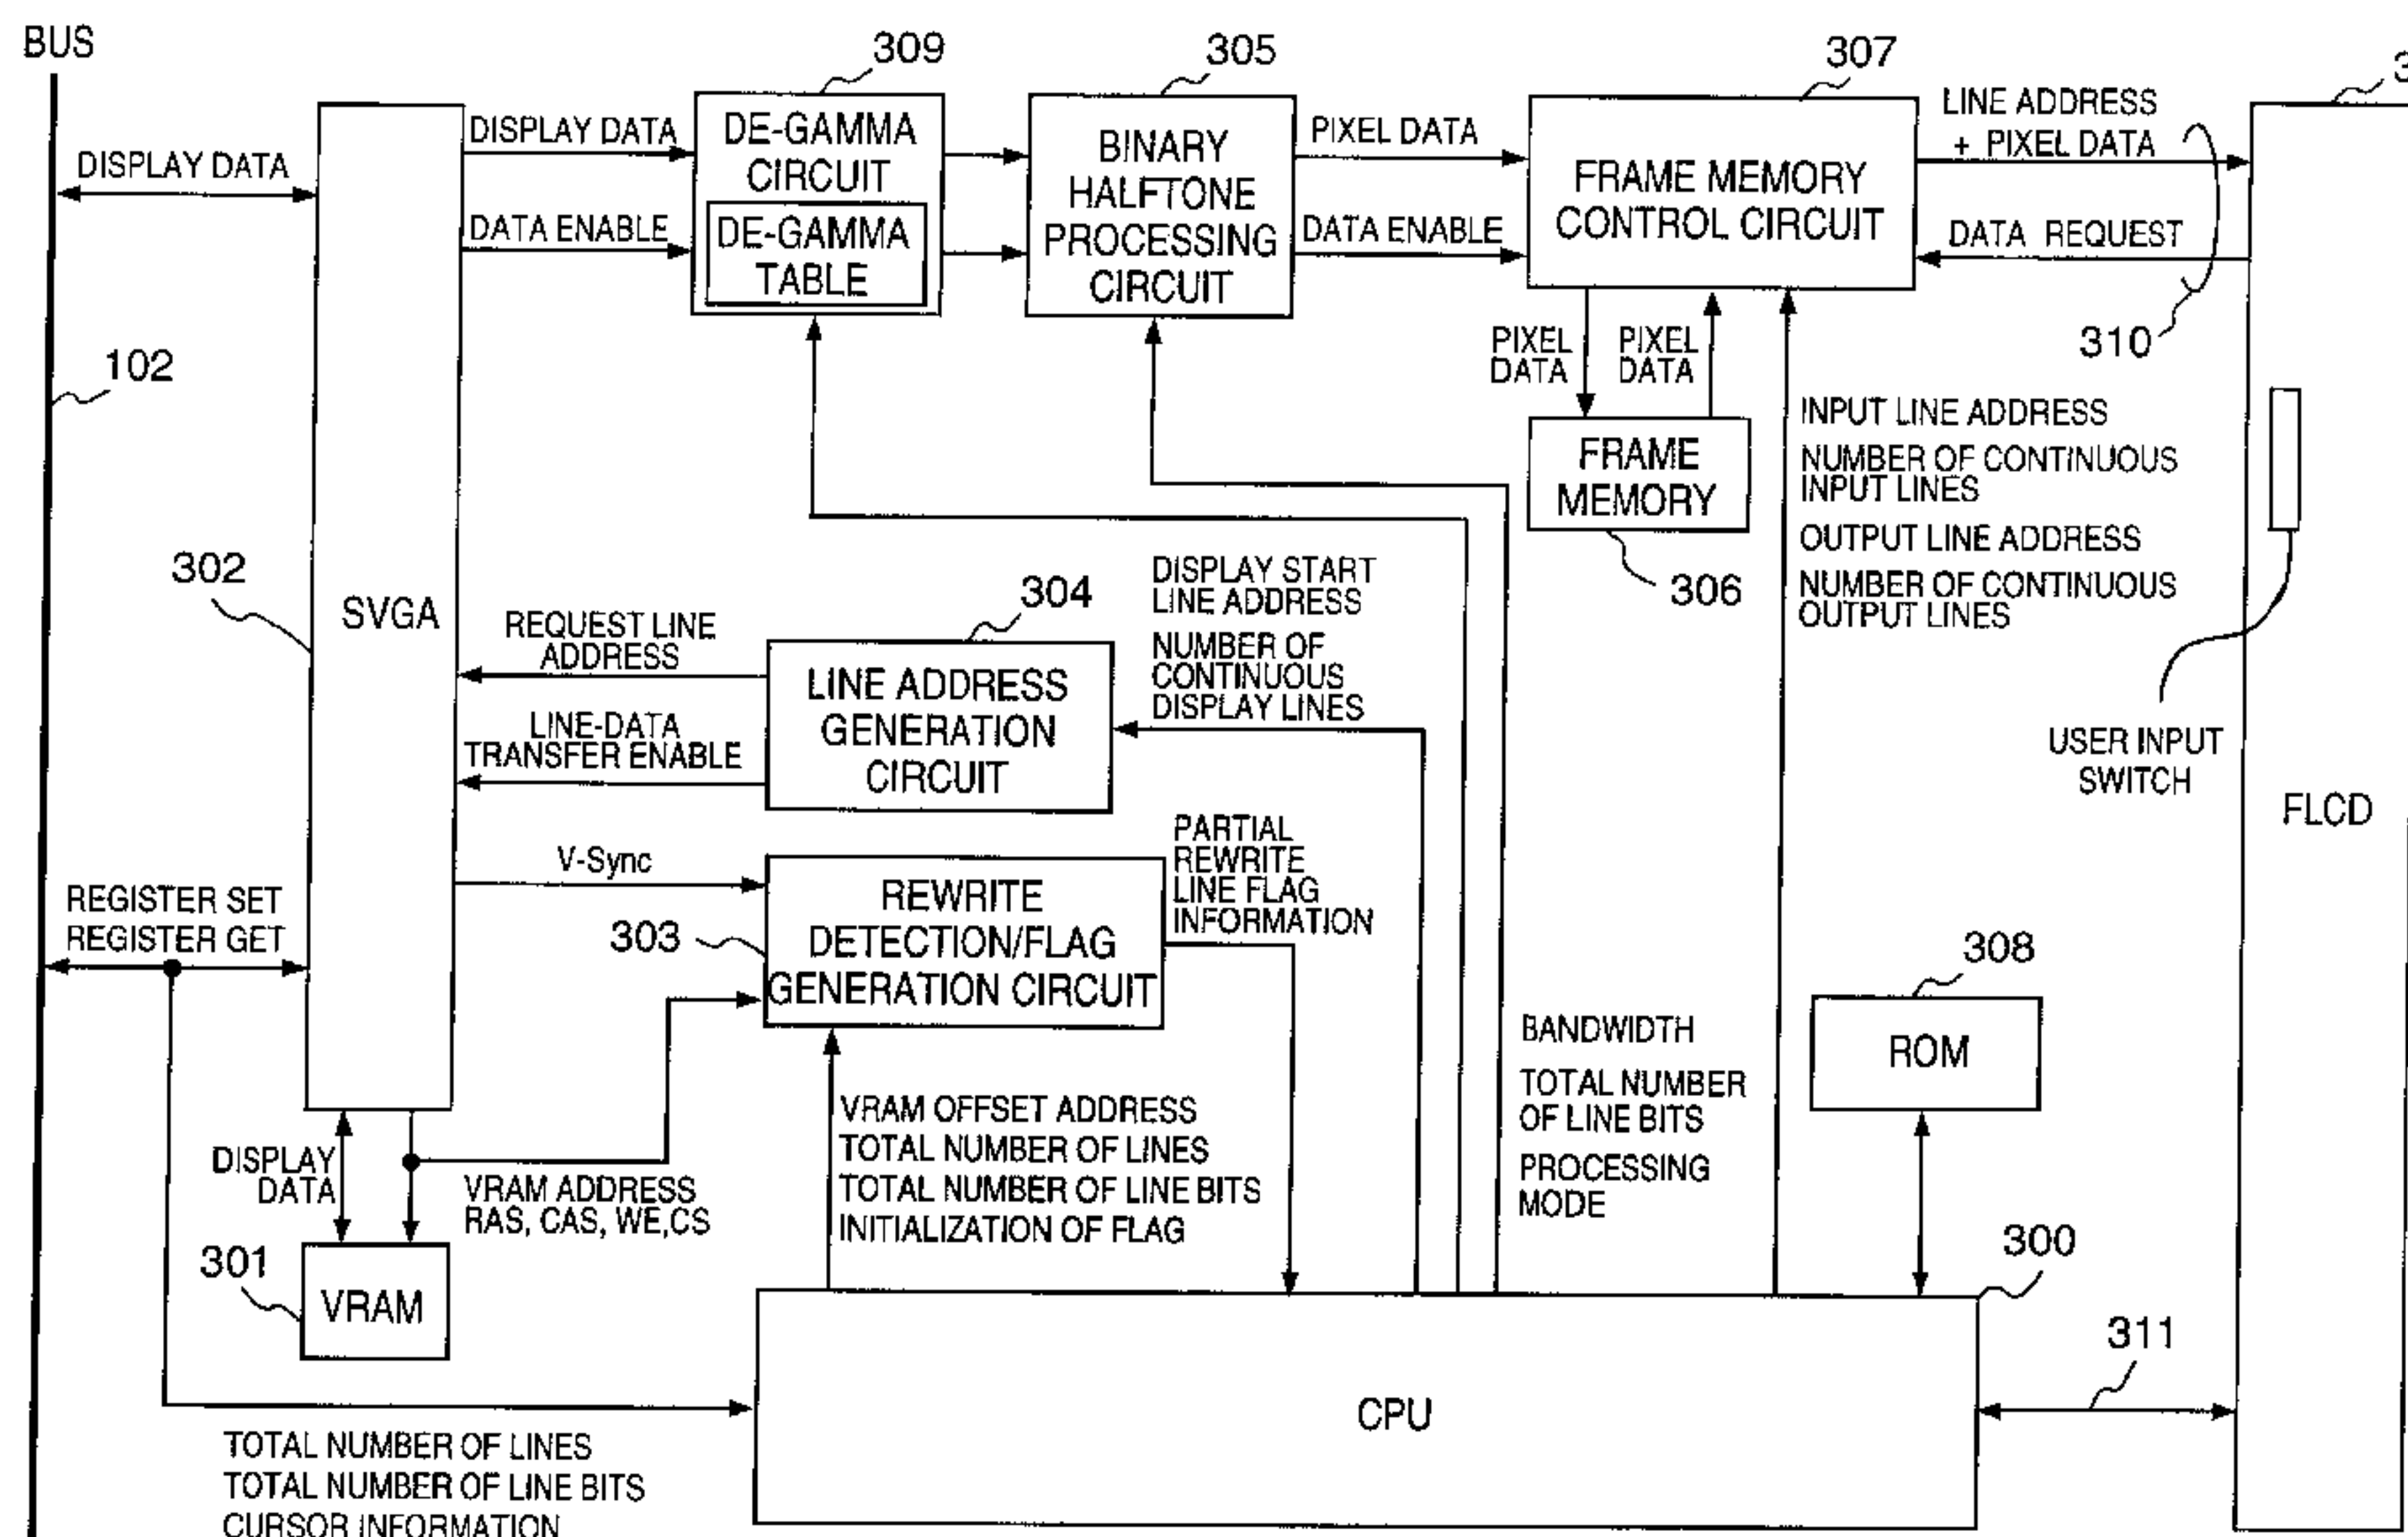 BUS
309
305
307
3
DISPLAY DATA
DISPLAY DATA
DATA ENABLE
DE-GAMMA
CIRCUIT
DE-GAMMA
TABLE
BINARY
HALFTONE
PROCESSING
CIRCUIT
PIXEL DATA
DATA ENABLE
FRAME MEMORY
CONTROL CIRCUIT
LINE ADDRESS
+ PIXEL DATA
DATA REQUEST
310
102
PIXEL
DATA
PIXEL
DATA
FRAME
MEMORY
306
INPUT LINE ADDRESS
NUMBER OF CONTINUOUS
INPUT LINES
OUTPUT LINE ADDRESS
NUMBER OF CONTINUOUS
OUTPUT LINES
302
SVGA
REQUEST LINE
ADDRESS
LINE-DATA
TRANSFER ENABLE
304
LINE ADDRESS
GENERATION
CIRCUIT
DISPLAY START
LINE ADDRESS
NUMBER OF
CONTINUOUS
DISPLAY LINES
USER INPUT
SWITCH
FLCD
V-Sync
REGISTER SET
REGISTER GET
303
REWRITE
DETECTION/FLAG
GENERATION CIRCUIT
PARTIAL
REWRITE
LINE FLAG
INFORMATION
308
ROM
BANDWIDTH
TOTAL NUMBER
OF LINE BITS
PROCESSING
MODE
DISPLAY
DATA
VRAM ADDRESS
RAS, CAS, WE,CS
VRAM OFFSET ADDRESS
TOTAL NUMBER OF LINES
TOTAL NUMBER OF LINE BITS
INITIALIZATION OF FLAG
301
VRAM
300
311
CPU
TOTAL NUMBER OF LINES
TOTAL NUMBER OF LINE BITS
CURSOR INFORMATION